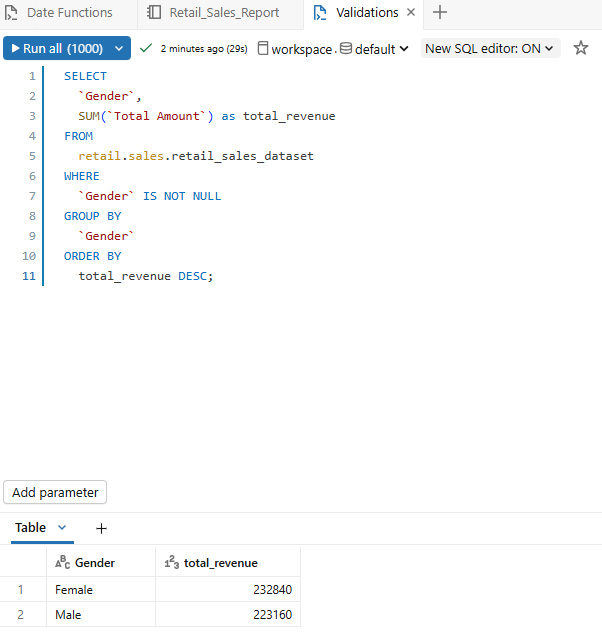 Date Functions Retail_Sales_Report Validations
Run all (1000) 2 minutes ago (29s) workspace. default New SQL editor: ON
1 SELECT
2 `Gender`,
3 SUM(`Total Amount`) as total_revenue
4 FROM
5 retail.sales.retail_sales_dataset
6 WHERE
7 `Gender` IS NOT NULL
8 GROUP BY
9 `Gender`
10 ORDER BY
11 total_revenue DESC;
Add parameter
Table
Gender total_revenue
1 Female 232840
2 Male 223160